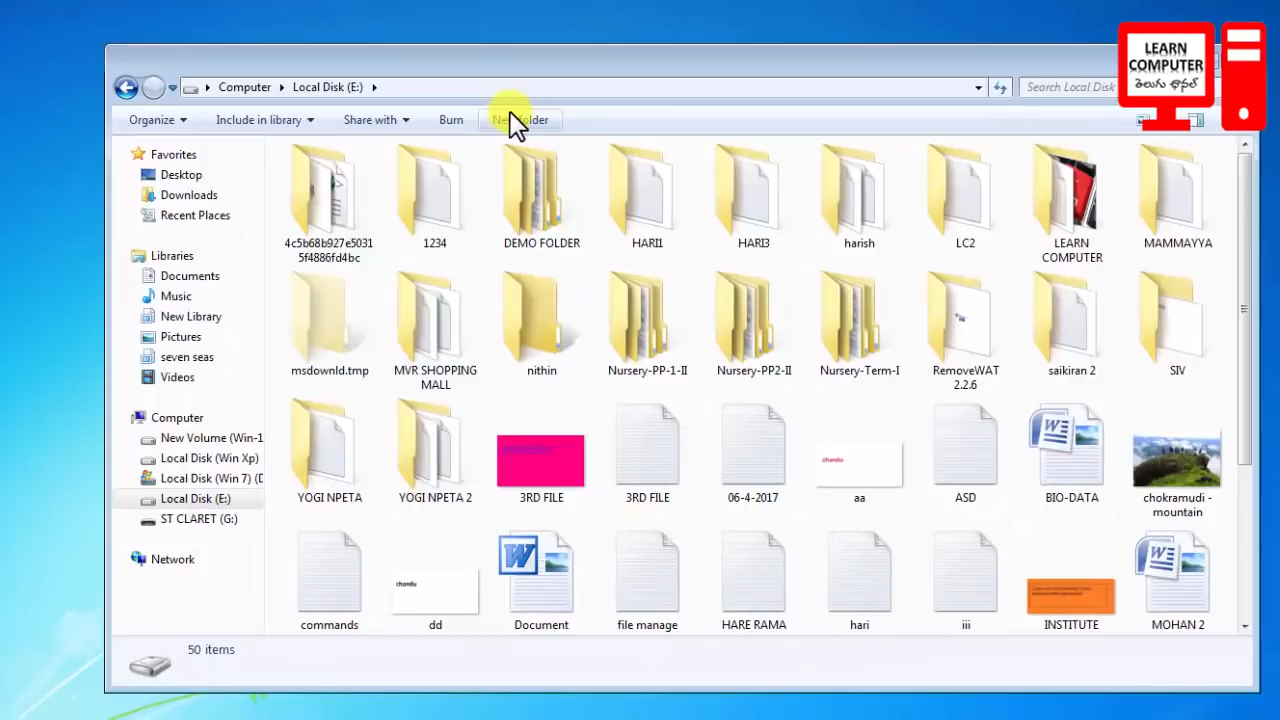 LEARN
COMPUTER
తెలుగు ఛానల్
Computer
Local Disk (E:)
Search Local Disk
Organize
Include in library
Share with
Burn
New folder
Favorites
Desktop
Downloads
Recent Places
Libraries
Documents
Music
New Library
Pictures
seven seas
Videos
Computer
New Volume (Win-1
Local Disk (Win Xp)
Local Disk (Win 7) (D
Local Disk (E:)
ST CLARET (G:)
Network
4c5b68b927e5031
5f4886fd4bc
1234
DEMO FOLDER
HARI1
HARI3
harish
LC2
LEARN
COMPUTER
MAMMAYYA
msdownld.tmp
MVR SHOPPING
MALL
nithin
Nursery-PP-1-II
Nursery-PP2-II
Nursery-Term-I
RemoveWAT
2.2.6
saikiran 2
SIV
YOGI NPETA
YOGI NPETA 2
3RD FILE
3RD FILE
06-4-2017
chandu
aa
ASD
BIO-DATA
chokramudi -
mountain
commands
chandu
dd
Document
file manage
HARE RAMA
hari
iii
INSTITUTE
MOHAN 2
50 items